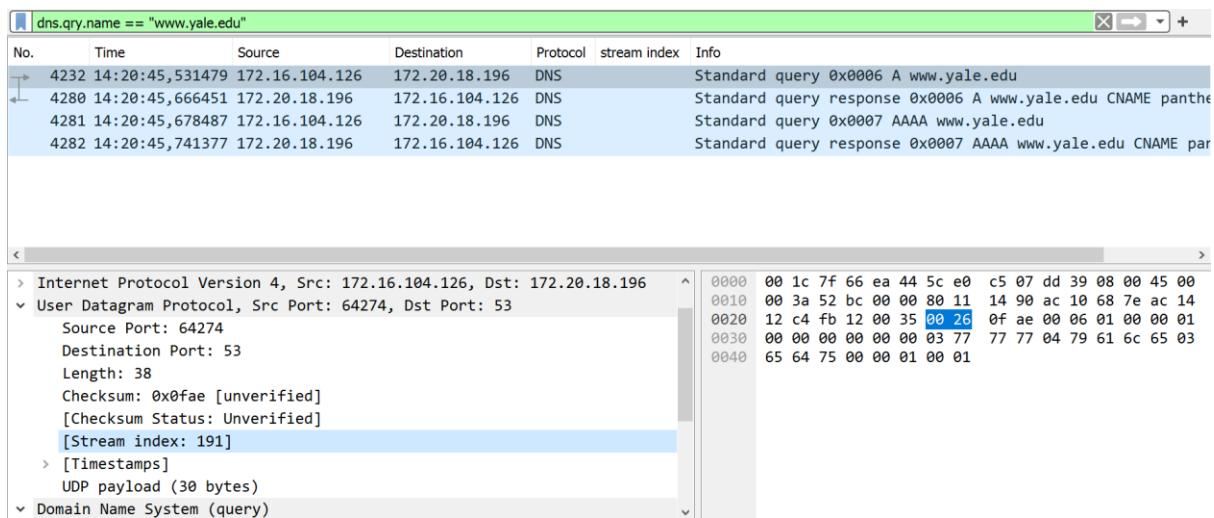 dns.qry.name == "www.yale.edu"
No. Time Source Destination Protocol stream index Info
4232 14:20:45,531479 172.16.104.126 172.20.18.196 DNS Standard query 0x0006 A www.yale.edu
4280 14:20:45,666451 172.20.18.196 172.16.104.126 DNS Standard query response 0x0006 A www.yale.edu CNAME panthe
4281 14:20:45,678487 172.16.104.126 172.20.18.196 DNS Standard query 0x0007 AAAA www.yale.edu
4282 14:20:45,741377 172.20.18.196 172.16.104.126 DNS Standard query response 0x0007 AAAA www.yale.edu CNAME par
Internet Protocol Version 4, Src: 172.16.104.126, Dst: 172.20.18.196
User Datagram Protocol, Src Port: 64274, Dst Port: 53
Source Port: 64274
Destination Port: 53
Length: 38
Checksum: 0x0fae [unverified]
[Checksum Status: Unverified]
[Stream index: 191]
[Timestamps]
UDP payload (30 bytes)
Domain Name System (query)
0000 00 1c 7f 66 ea 44 5c e0 c5 07 dd 39 08 00 45 00
0010 00 3a 52 bc 00 00 80 11 14 90 ac 10 68 7e ac 14
0020 12 c4 fb 12 00 35 00 26 0f ae 00 06 01 00 00 01
0030 00 00 00 00 00 00 03 77 77 77 04 79 61 6c 65 03
0040 65 64 75 00 00 01 00 01